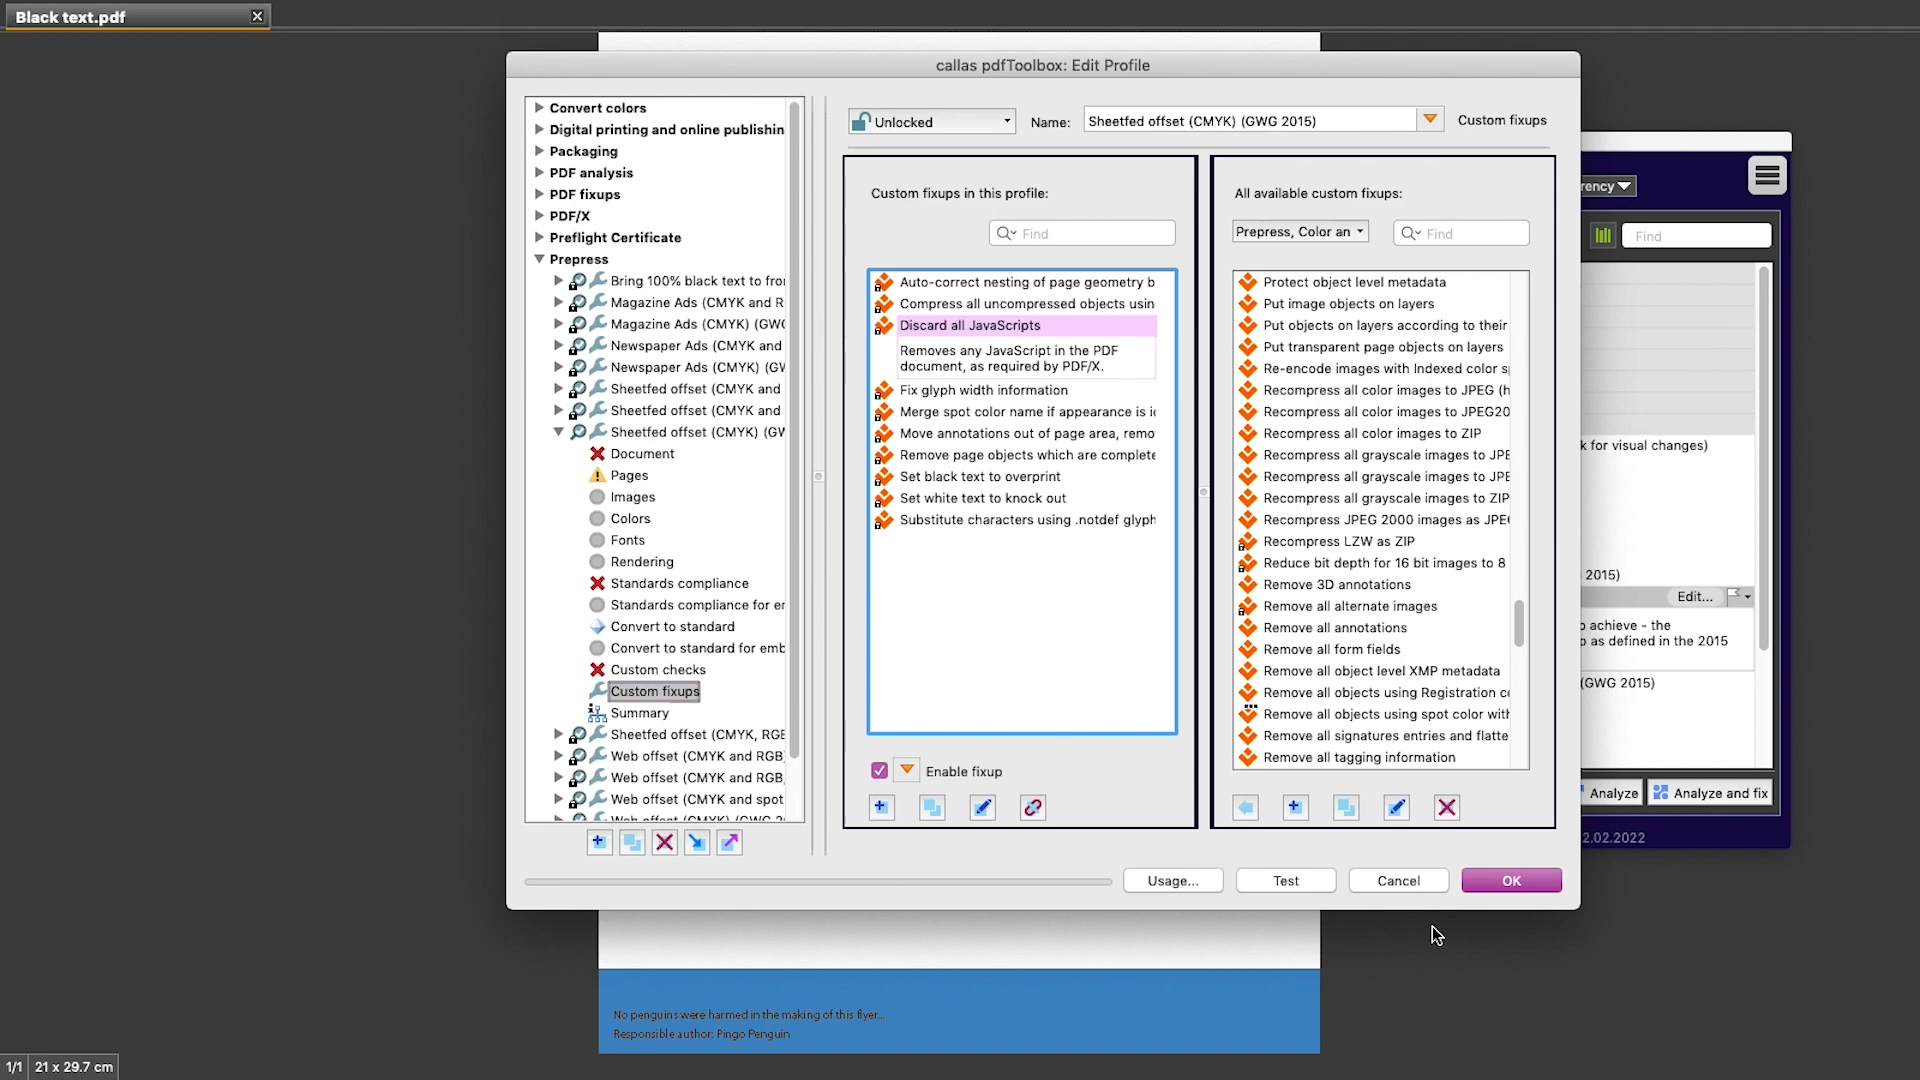 Black text.pdf
callas pdfToolbox: Edit Profile
Convert colors
Digital printing and online publishin
Packaging
PDF analysis
PDF fixups
PDF/X
Preflight Certificate
Prepress
Bring 100% black text to fro
Magazine Ads (CMYK and R
Magazine Ads (CMYK) (GW
Newspaper Ads (CMYK and
Newspaper Ads (CMYK) (GW
Sheetfed offset (CMYK and
Sheetfed offset (CMYK and
Sheetfed offset (CMYK) (GW
Document
Pages
Images
Colors
Fonts
Rendering
Standards compliance
Standards compliance for er
Convert to standard
Convert to standard for emb
Custom checks
Custom fixups
Summary
Sheetfed offset (CMYK, RGE
Web offset (CMYK and RGB
Web offset (CMYK and RGB
Web offset (CMYK and spot
Web offset (CMYK) (GWG 2
Unlocked
Name:
Sheetfed offset (CMYK) (GWG 2015)
Custom fixups
Custom fixups in this profile:
Find
Auto-correct nesting of page geometry b
Compress all uncompressed objects usin
Discard all JavaScripts
Removes any JavaScript in the PDF
document, as required by PDF/X.
Fix glyph width information
Merge spot color name if appearance is i
Move annotations out of page area, remo
Remove page objects which are complete
Set black text to overprint
Set white text to knock out
Substitute characters using .notdef glyph
Enable fixup
All available custom fixups:
Prepress, Color an
Find
Protect object level metadata
Put image objects on layers
Put objects on layers according to their
Put transparent page objects on layers
Re-encode images with Indexed color s
Recompress all color images to JPEG (h
Recompress all color images to JPEG20
Recompress all color images to ZIP
Recompress all grayscale images to JPE
Recompress all grayscale images to JPE
Recompress all grayscale images to ZIP
Recompress JPEG 2000 images as JPE
Recompress LZW as ZIP
Reduce bit depth for 16 bit images to 8
Remove 3D annotations
Remove all alternate images
Remove all annotations
Remove all form fields
Remove all object level XMP metadata
Remove all objects using Registration c
Remove all objects using spot color with
Remove all signatures entries and flatte
Remove all tagging information
Usage...
Test
Cancel
OK
rency
Find
k for visual changes)
2015)
Edit...
o achieve - the
o as defined in the 2015
(GWG 2015)
Analyze
Analyze and fix
2.02.2022
No penguins were harmed in the making of this flyer...
Responsible author: Pingo Penguin
1/1
21 x 29.7 cm